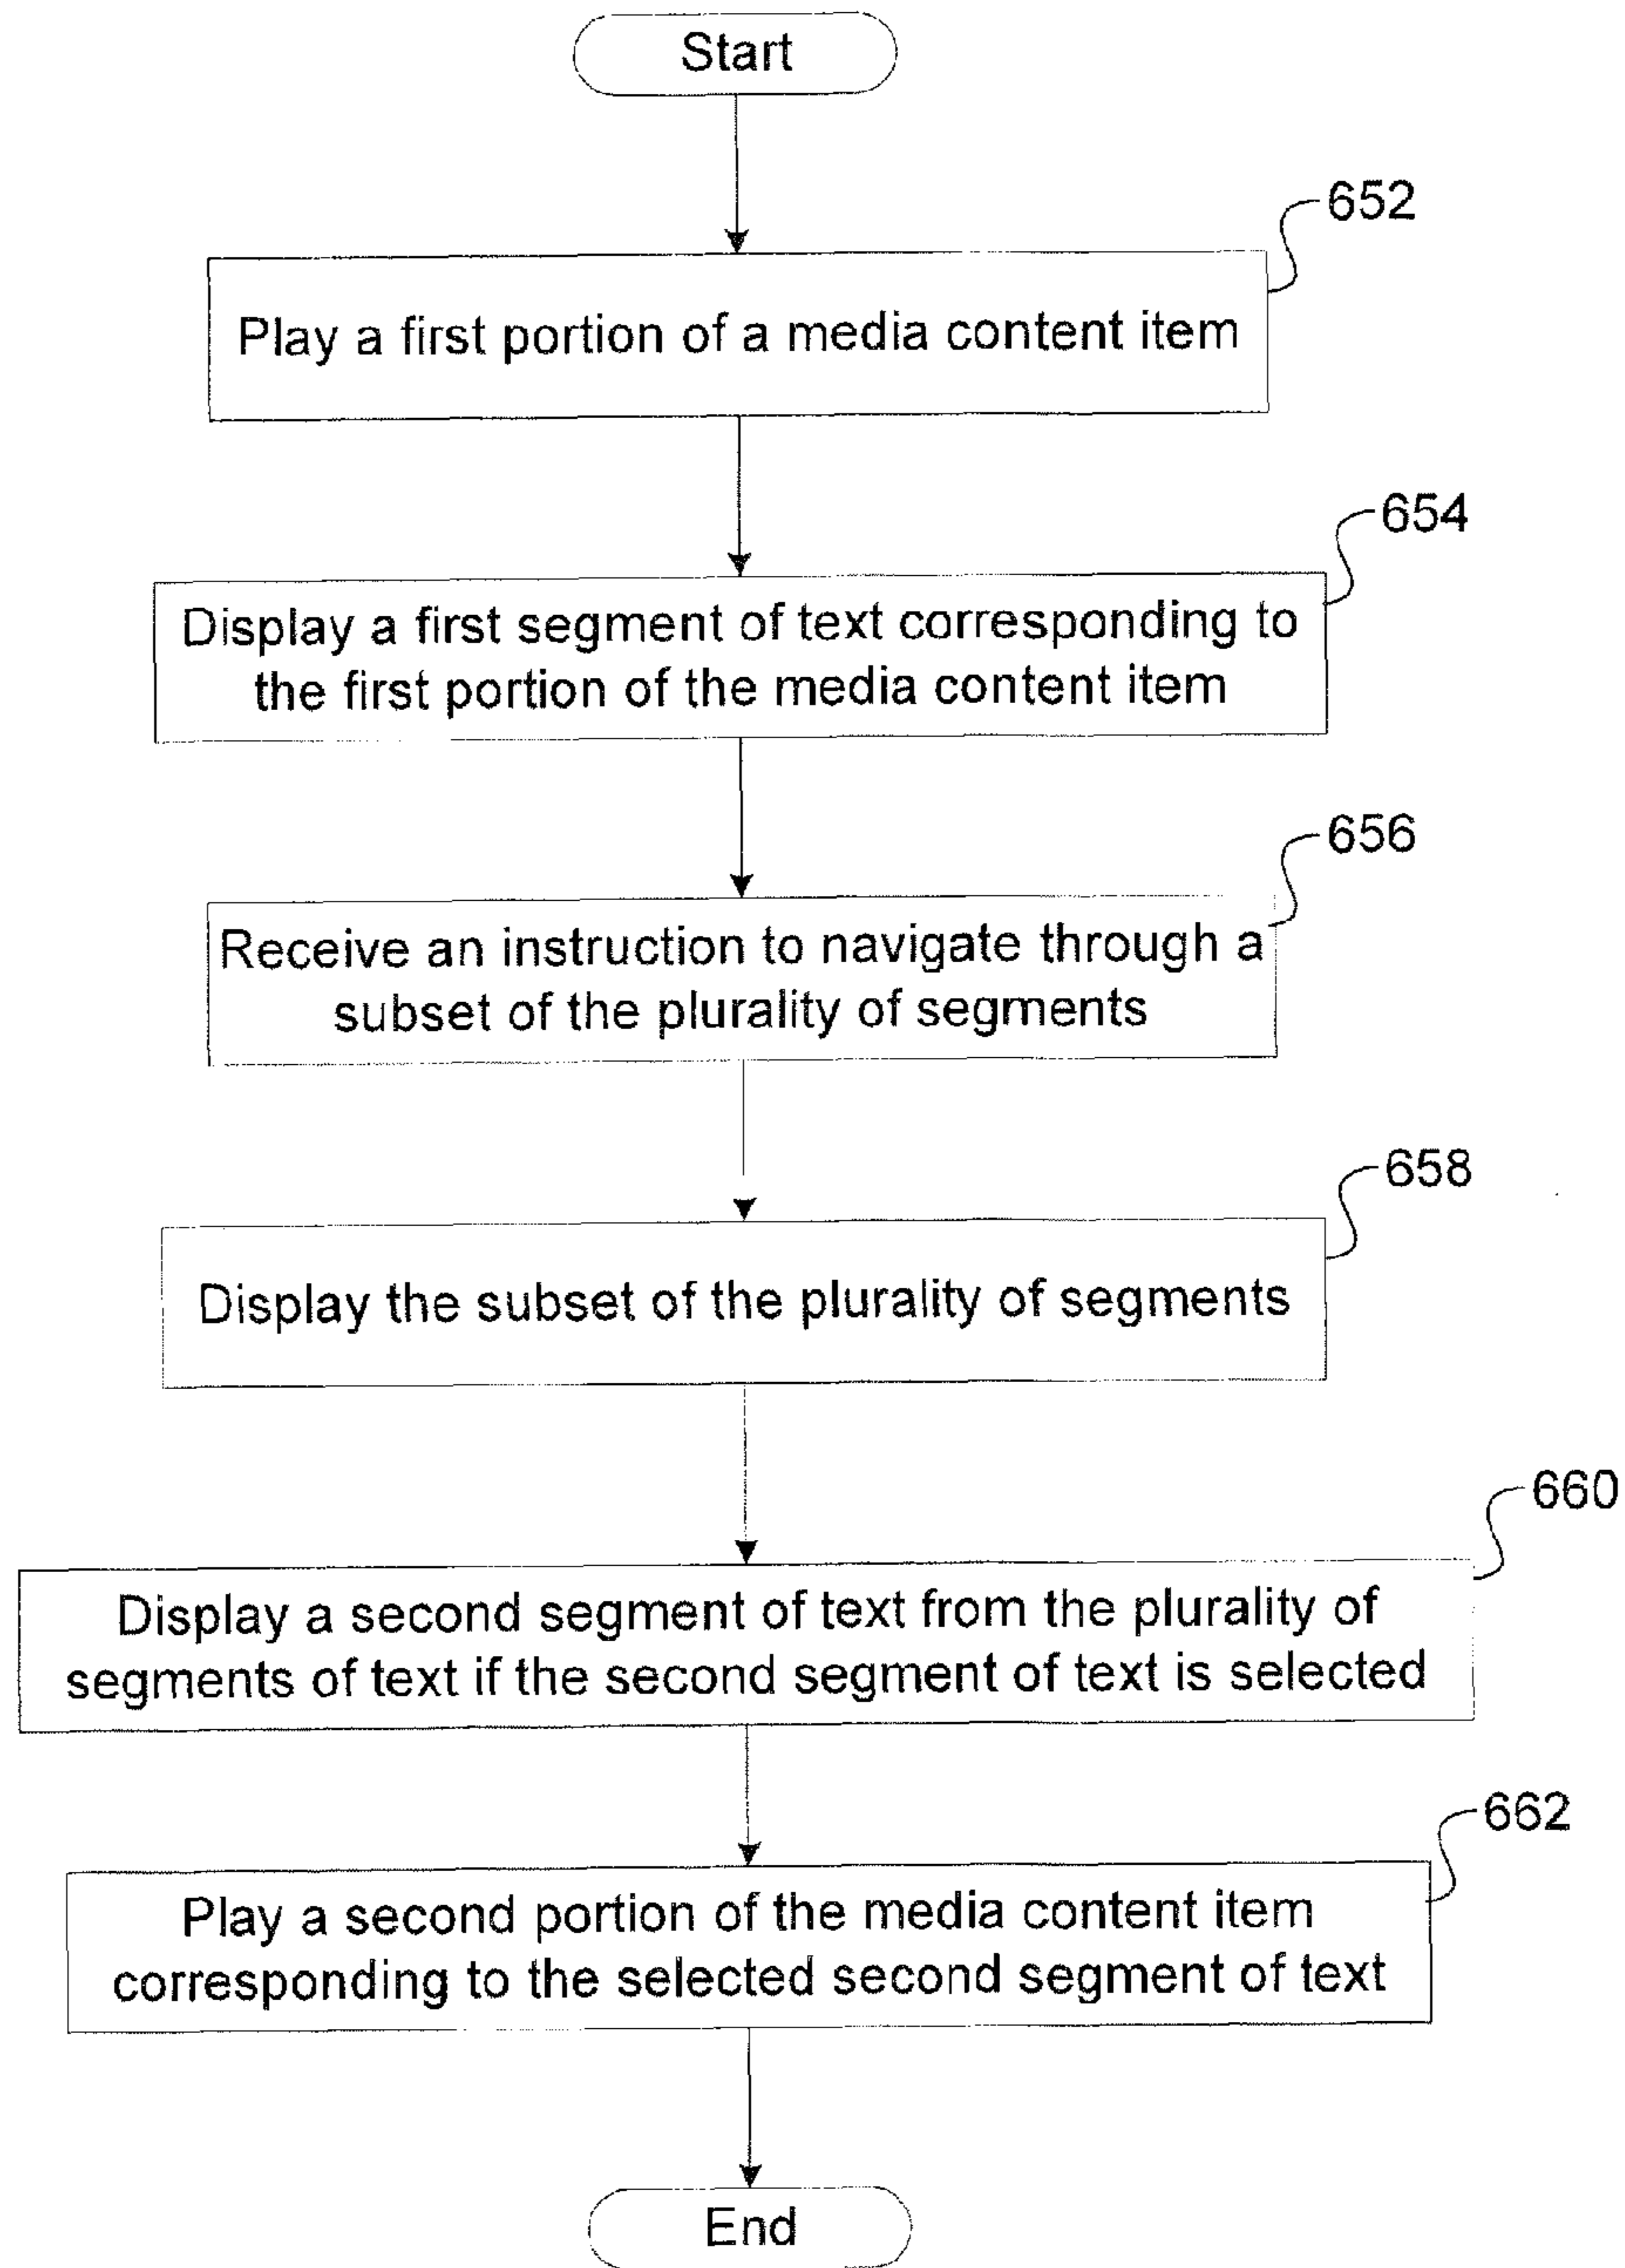 Start
652
Play a first portion of a media content item
654
Display a first segment of text corresponding to
the first portion of the media content item
656
Receive an instruction to navigate through a
subset of the plurality of segments
658
Display the subset of the plurality of segments
660
Display a second segment of text from the plurality of
segments of text if the second segment of text is selected
662
Play a second portion of the media content item
corresponding to the selected second segment of text
End